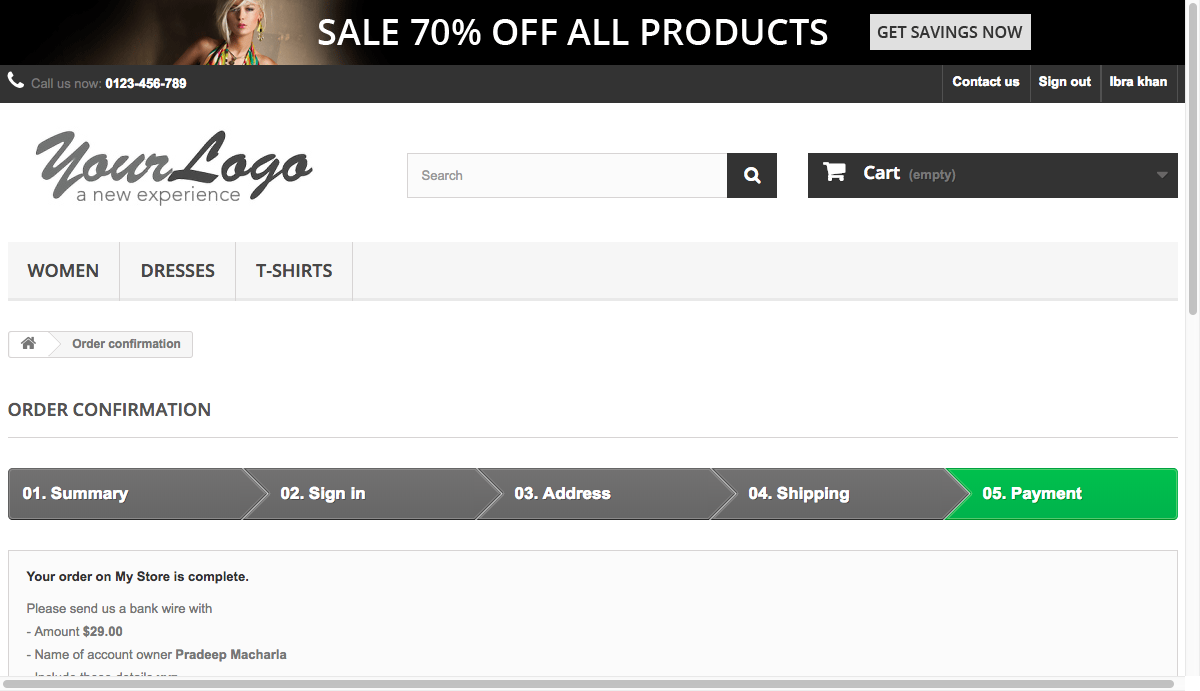 SALE 70% OFF ALL PRODUCTS GET SAVINGS NOW
Call us now: 0123-456-789 Contact us Sign out Ibra khan
YourLogo
a new experience
Search Cart (empty)
WOMEN DRESSES T-SHIRTS
Order confirmation
ORDER CONFIRMATION
01. Summary 02. Sign in 03. Address 04. Shipping 05. Payment
Your order on My Store is complete.
Please send us a bank wire with
- Amount $29.00
- Name of account owner Pradeep Macharla
- Include these details